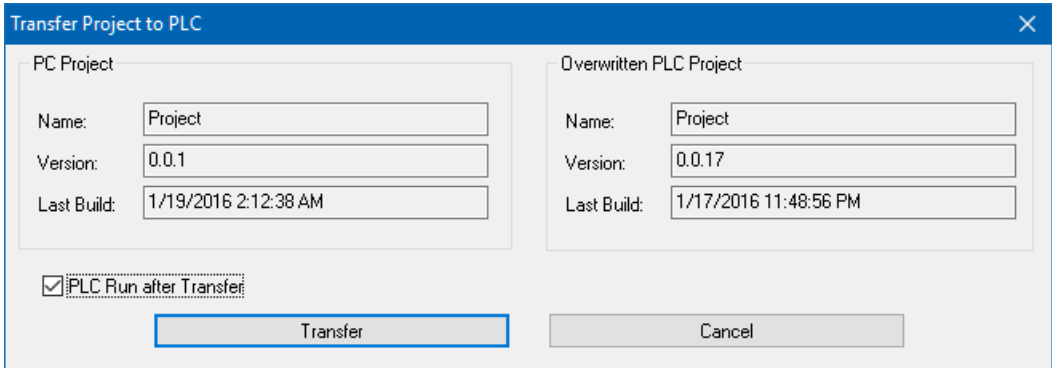 Transfer Project to PLC
PC Project
Name: Project
Version: 0.0.1
Last Build: 1/19/2016 2:12:38 AM
Overwritten PLC Project
Name: Project
Version: 0.0.17
Last Build: 1/17/2016 11:48:56 PM
PLC Run after Transfer
Transfer
Cancel